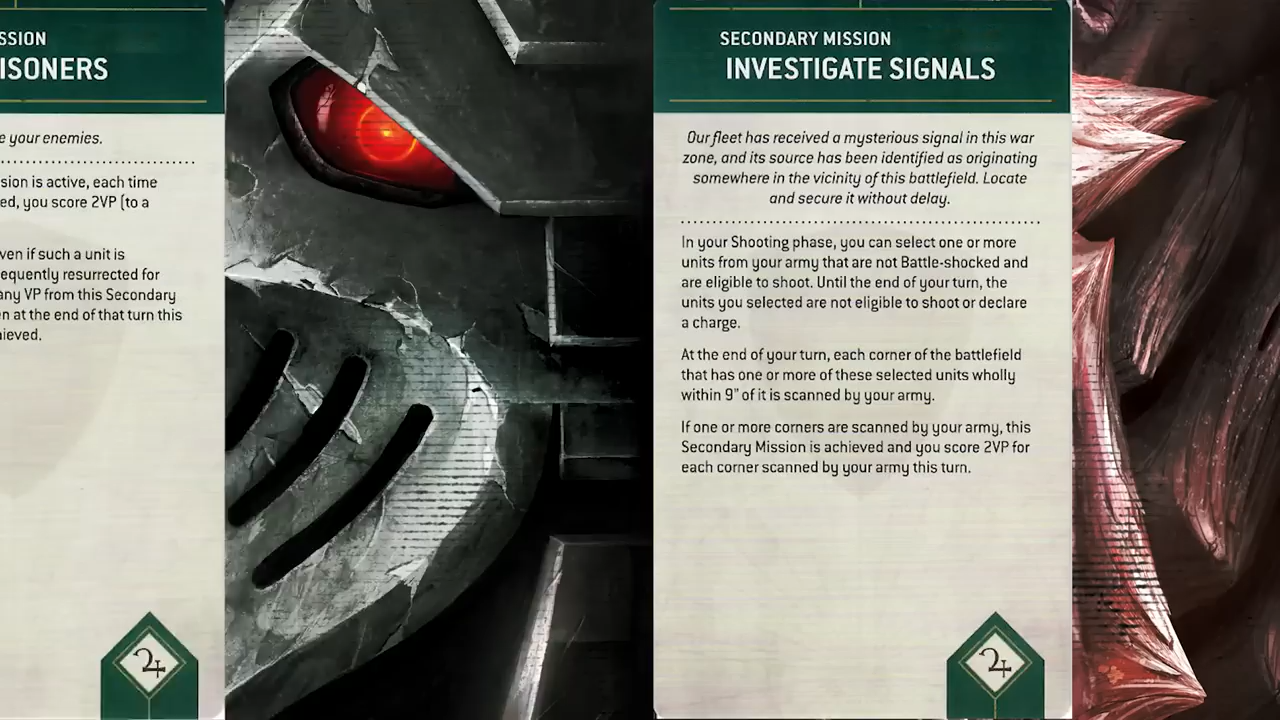 SSION
ISONERS
e your enemies.
sion is active, each time
ed, you score 2VP (to a
ven if such a unit is
equently resurrected for
any VP from this Secondary
en at the end of that turn this
ieved.
SECONDARY MISSION
INVESTIGATE SIGNALS
Our fleet has received a mysterious signal in this war
zone, and its source has been identified as originating
somewhere in the vicinity of this battlefield. Locate
and secure it without delay.
In your Shooting phase, you can select one or more
units from your army that are not Battle-shocked and
are eligible to shoot. Until the end of your turn, the
units you selected are not eligible to shoot or declare
a charge.
At the end of your turn, each corner of the battlefield
that has one or more of these selected units wholly
within 9" of it is scanned by your army.
If one or more corners are scanned by your army, this
Secondary Mission is achieved and you score 2VP for
each corner scanned by your army this turn.